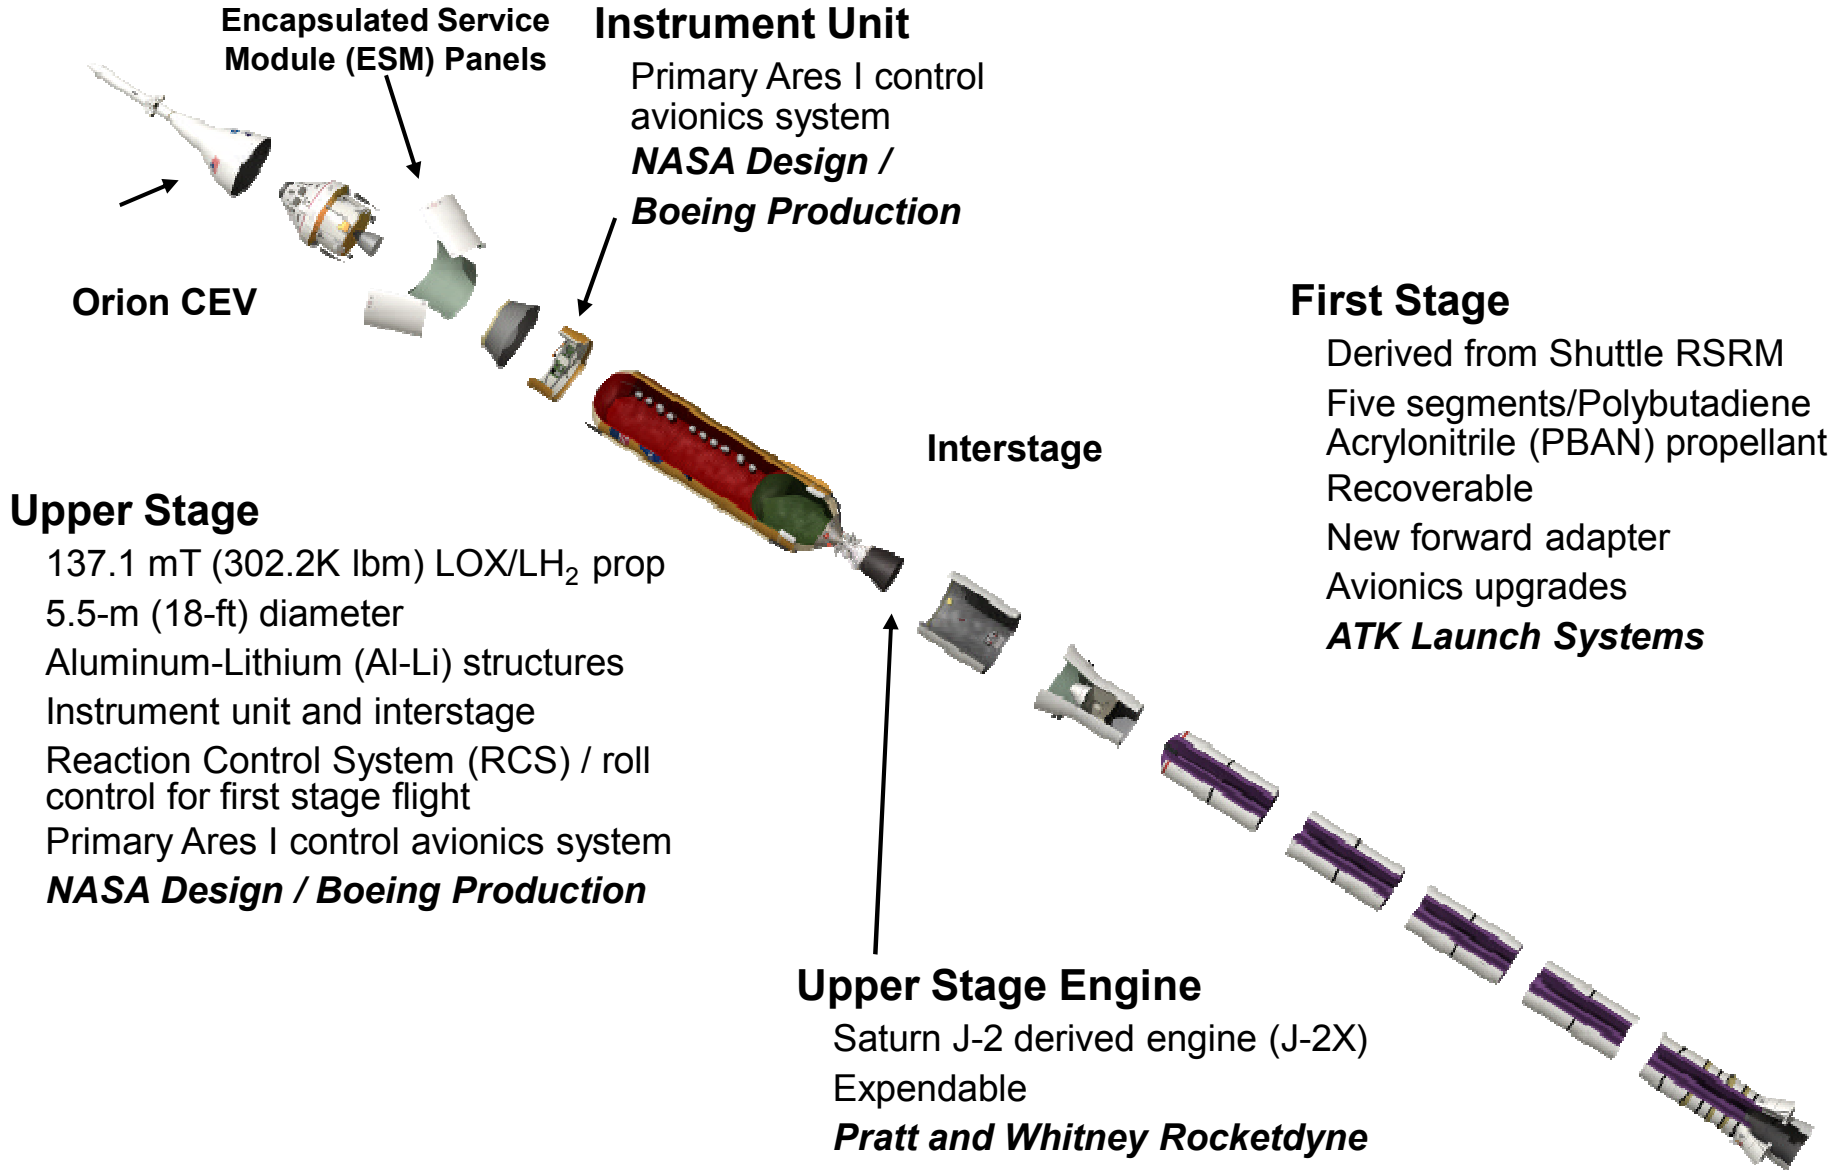 Encapsulated Service
Module (ESM) Panels
Instrument Unit
Primary Ares I control
avionics system
NASA Design /
Boeing Production
Orion CEV
First Stage
Derived from Shuttle RSRM
Five segments/Polybutadiene
Acrylonitrile (PBAN) propellant
Recoverable
New forward adapter
Avionics upgrades
ATK Launch Systems
Interstage
Upper Stage
137.1 mT (302.2K lbm) LOX/LH₂ prop
5.5-m (18-ft) diameter
Aluminum-Lithium (Al-Li) structures
Instrument unit and interstage
Reaction Control System (RCS) / roll
control for first stage flight
Primary Ares I control avionics system
NASA Design / Boeing Production
Upper Stage Engine
Saturn J-2 derived engine (J-2X)
Expendable
Pratt and Whitney Rocketdyne